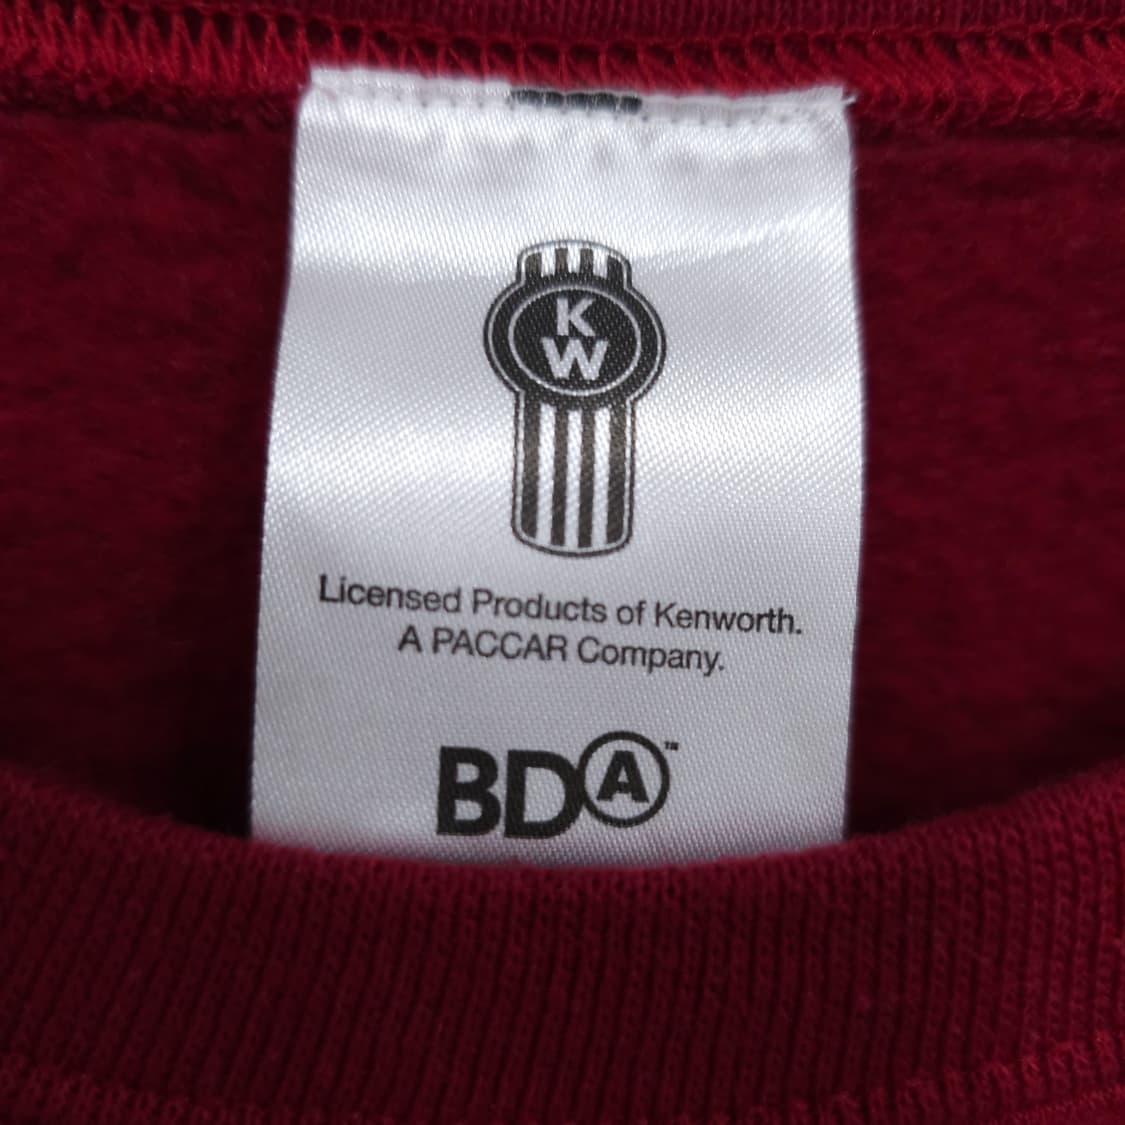 K
W
Licensed Products of Kenworth.
A PACCAR Company.
BDA™